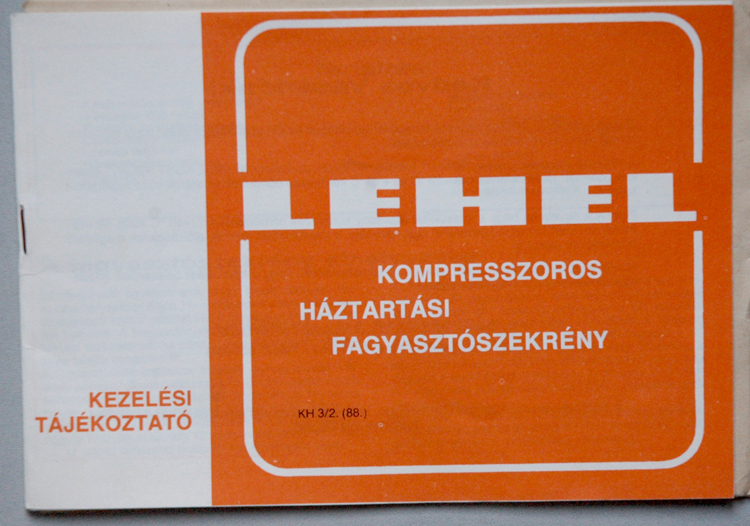 LEHEL
KOMPRESSZOROS
HÁZTARTÁSI
FAGYASZTÓSZEKRÉNY
KEZELÉSI
TÁJÉKOZTATÓ
KH 3/2. (88.)